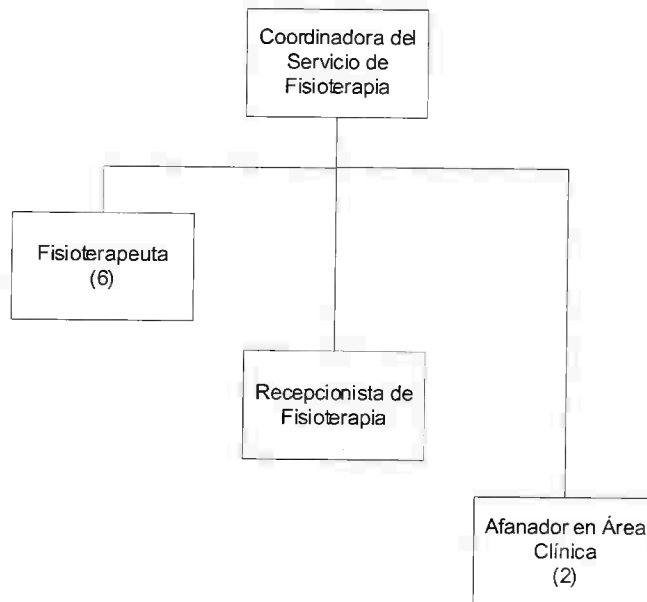 Coordinadora del
Servicio de
Fisioterapia
Fisioterapeuta
(6)
Recepcionista de
Fisioterapia
Afanador en Área
Clínica
(2)